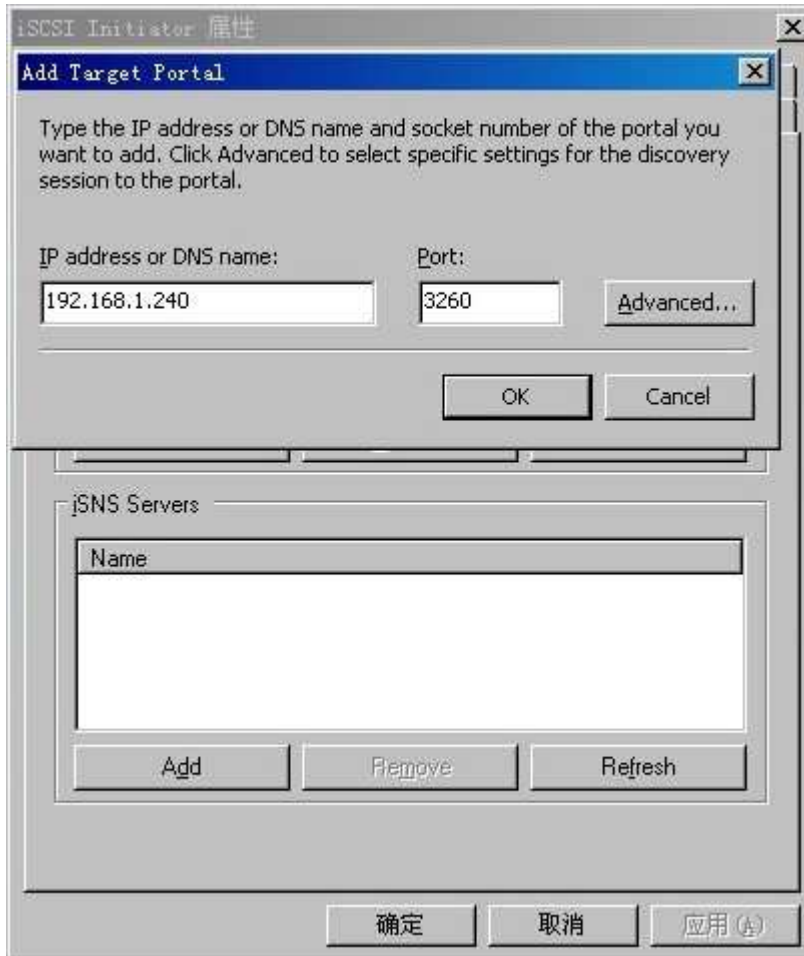 iSCSI Initiator 属性
Add Target Portal
Type the IP address or DNS name and socket number of the portal you
want to add. Click Advanced to select specific settings for the discovery
session to the portal.
IP address or DNS name:
Port:
192.168.1.240
3260
Advanced...
OK
Cancel
iSNS Servers
Name
Add
Remove
Refresh
确定
取消
应用(A)